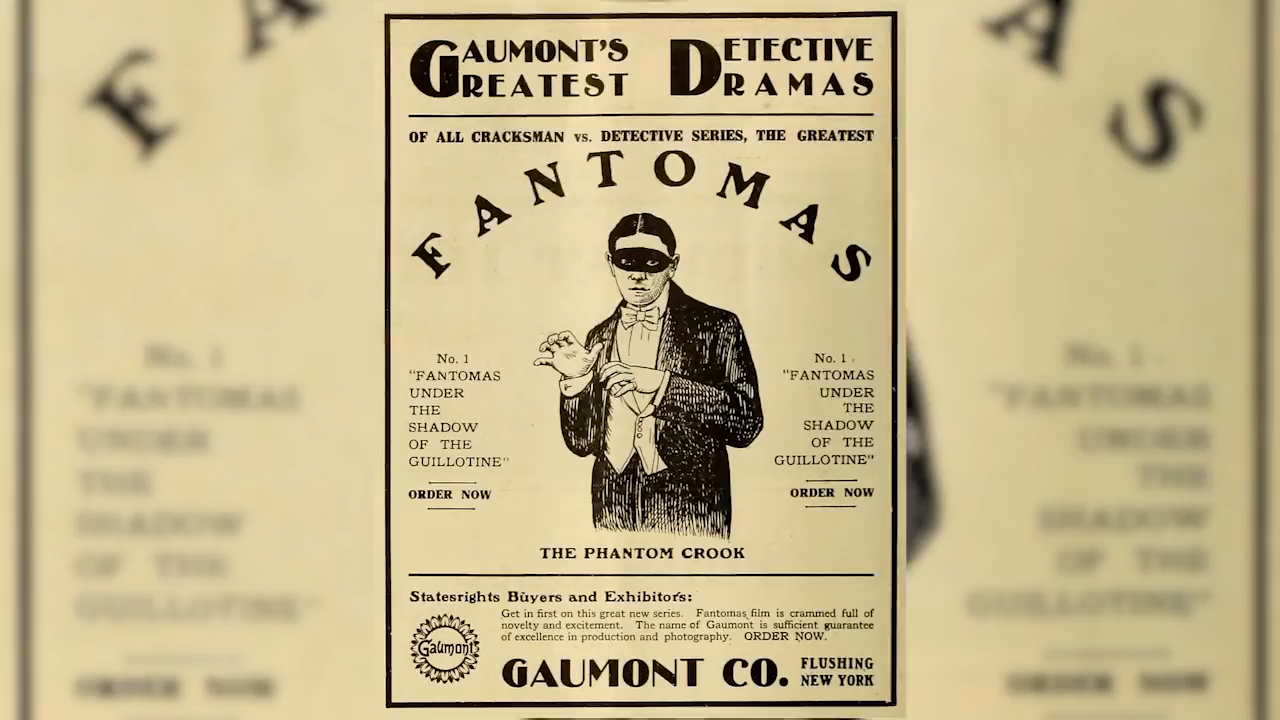 GAUMONT'S DETECTIVE
GREATEST DRAMAS
OF ALL CRACKSMAN vs. DETECTIVE SERIES, THE GREATEST
FANTOMAS
No. 1
"FANTOMAS
UNDER
THE
SHADOW
OF THE
GUILLOTINE"
ORDER NOW
No. 1
"FANTOMAS
UNDER
THE
SHADOW
OF THE
GUILLOTINE"
ORDER NOW
THE PHANTOM CROOK
Statesrights Buyers and Exhibitors:
Get in first on this great new series. Fantomas film is crammed full of
novelty and excitement. The name of Gaumont is sufficient guarantee
of excellence in production and photography. ORDER NOW.
Gaumont
GAUMONT CO.
FLUSHING
NEW YORK